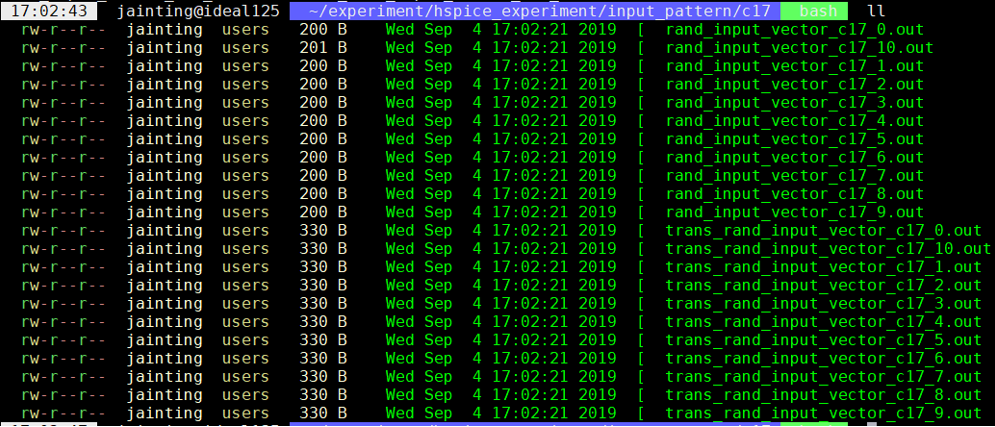 17:02:43 jainting@ideal125 ~/experiment/hspice_experiment/input_pattern/c17 bash ll
rw-r--r-- jainting users 200 B Wed Sep 4 17:02:21 2019 [ rand_input_vector_c17_0.out
rw-r--r-- jainting users 201 B Wed Sep 4 17:02:21 2019 [ rand_input_vector_c17_10.out
rw-r--r-- jainting users 200 B Wed Sep 4 17:02:21 2019 [ rand_input_vector_c17_1.out
rw-r--r-- jainting users 200 B Wed Sep 4 17:02:21 2019 [ rand_input_vector_c17_2.out
rw-r--r-- jainting users 200 B Wed Sep 4 17:02:21 2019 [ rand_input_vector_c17_3.out
rw-r--r-- jainting users 200 B Wed Sep 4 17:02:21 2019 [ rand_input_vector_c17_4.out
rw-r--r-- jainting users 200 B Wed Sep 4 17:02:21 2019 [ rand_input_vector_c17_5.out
rw-r--r-- jainting users 200 B Wed Sep 4 17:02:21 2019 [ rand_input_vector_c17_6.out
rw-r--r-- jainting users 200 B Wed Sep 4 17:02:21 2019 [ rand_input_vector_c17_7.out
rw-r--r-- jainting users 200 B Wed Sep 4 17:02:21 2019 [ rand_input_vector_c17_8.out
rw-r--r-- jainting users 200 B Wed Sep 4 17:02:21 2019 [ rand_input_vector_c17_9.out
rw-r--r-- jainting users 330 B Wed Sep 4 17:02:21 2019 [ trans_rand_input_vector_c17_0.out
rw-r--r-- jainting users 330 B Wed Sep 4 17:02:21 2019 [ trans_rand_input_vector_c17_10.out
rw-r--r-- jainting users 330 B Wed Sep 4 17:02:21 2019 [ trans_rand_input_vector_c17_1.out
rw-r--r-- jainting users 330 B Wed Sep 4 17:02:21 2019 [ trans_rand_input_vector_c17_2.out
rw-r--r-- jainting users 330 B Wed Sep 4 17:02:21 2019 [ trans_rand_input_vector_c17_3.out
rw-r--r-- jainting users 330 B Wed Sep 4 17:02:21 2019 [ trans_rand_input_vector_c17_4.out
rw-r--r-- jainting users 330 B Wed Sep 4 17:02:21 2019 [ trans_rand_input_vector_c17_5.out
rw-r--r-- jainting users 330 B Wed Sep 4 17:02:21 2019 [ trans_rand_input_vector_c17_6.out
rw-r--r-- jainting users 330 B Wed Sep 4 17:02:21 2019 [ trans_rand_input_vector_c17_7.out
rw-r--r-- jainting users 330 B Wed Sep 4 17:02:21 2019 [ trans_rand_input_vector_c17_8.out
rw-r--r-- jainting users 330 B Wed Sep 4 17:02:21 2019 [ trans_rand_input_vector_c17_9.out